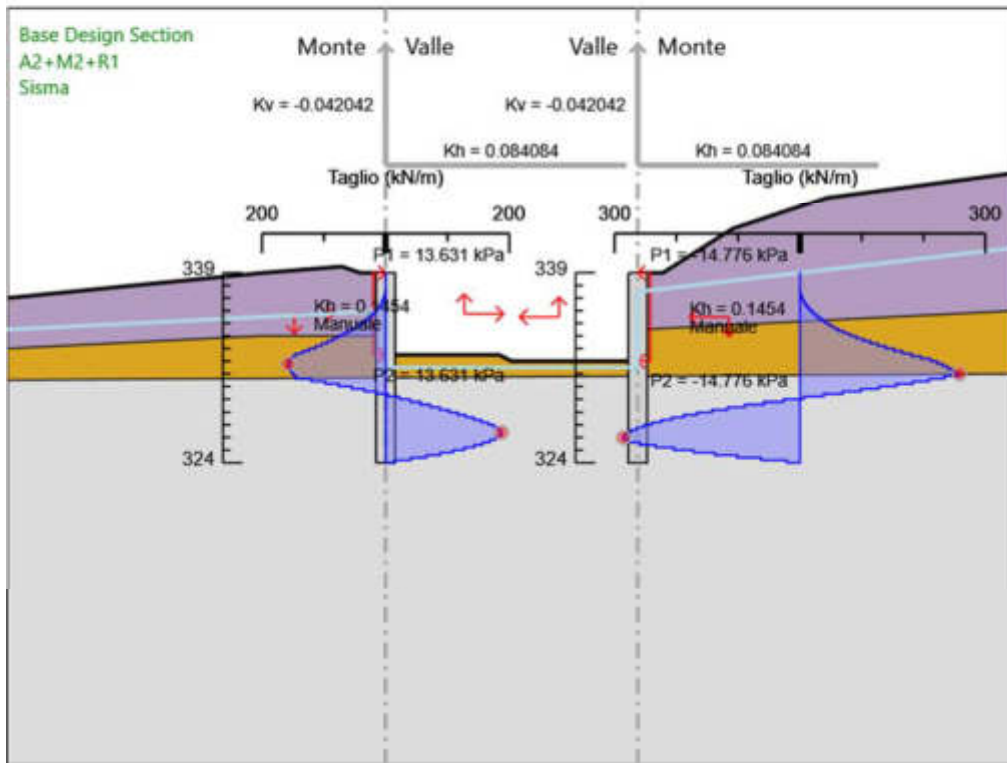 Base Design Section
A2+M2+R1
Sisma
Monte Valle Valle Monte
Kv = -0.042042 Kv = -0.042042
Kh = 0.084084 Kh = 0.084084
Taglio (kN/m) Taglio (kN/m)
200 200 300 300
P1 = 13.631 kPa P1 = -14.776 kPa
339 339
Kh = 0.1454 Kh = 0.1454
Manuale Manuale
P2 = 13.631 kPa P2 = -14.776 kPa
324 324